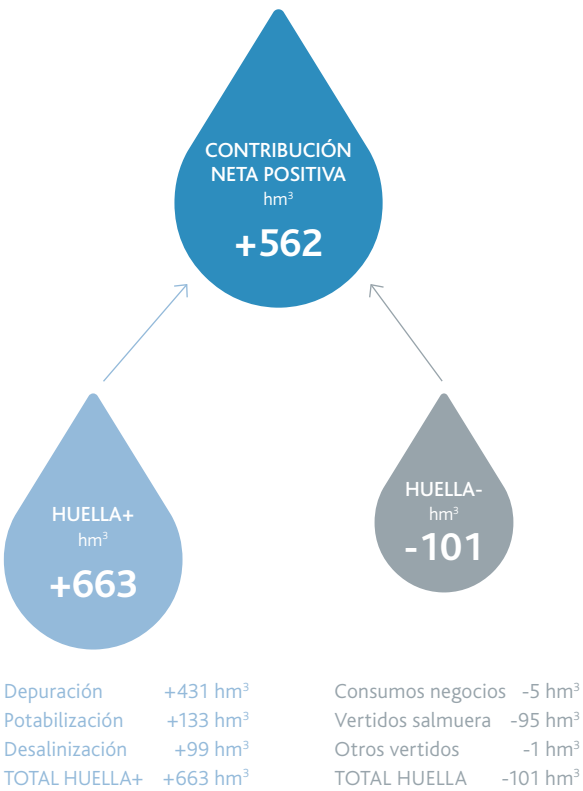 CONTRIBUCIÓN
NETA POSITIVA
hm³
+562
HUELLA+
hm³
+663
HUELLA-
hm³
-101
Depuración +431 hm³
Potabilización +133 hm³
Desalinización +99 hm³
TOTAL HUELLA+ +663 hm³
Consumos negocios -5 hm³
Vertidos salmuera -95 hm³
Otros vertidos -1 hm³
TOTAL HUELLA -101 hm³